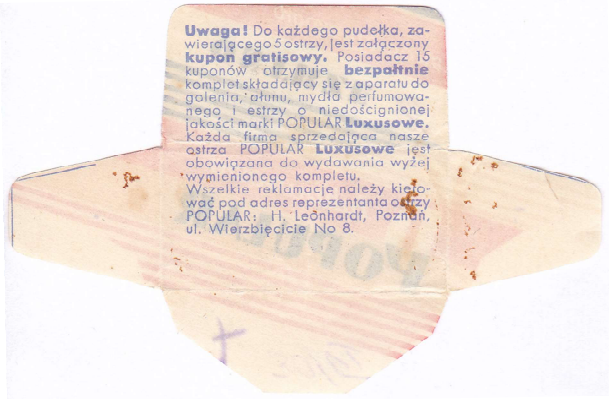 Uwaga! Do każdego pudełka, za-
wierającego 5 ostrzy, jest załączony
kupon gratisowy. Posiadacz 15
kuponów otrzymuje bezpałtnie
komplet składający się z aparatu do
golenia, ałunu, mydła perfumowa-
nego i ostrzy o niedoścignionej
jakości marki POPULAR Luxusowe.
Każda firma sprzedająca nasze
ostrza POPULAR Luxusowe jest
obowiązana do wydawania wyżej
wymienionego kompletu.
Wszelkie reklamacje należy kiero-
wać pod adres reprezentanta ostrzy
POPULAR: H. Leonhardt, Poznań,
ul. Wierzbięcicie No 8.